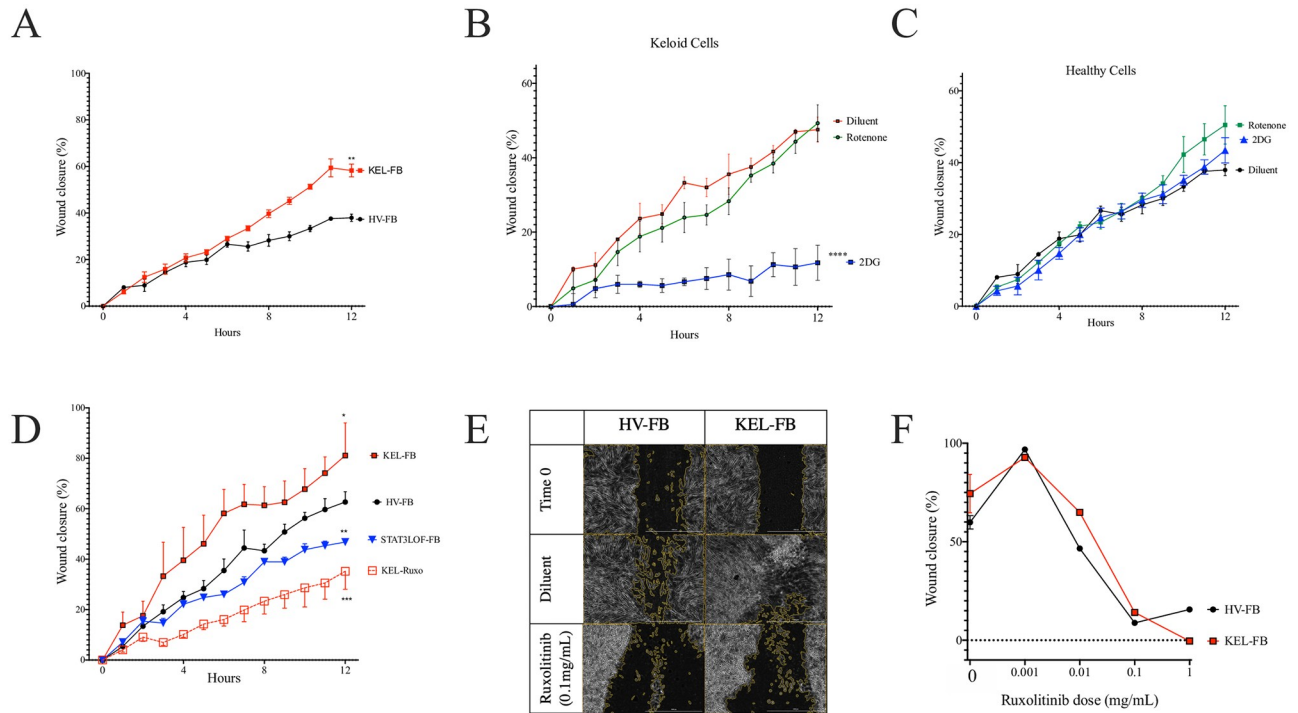 A
Wound closure (%)
100
80
60
40
20
0
0 4 8 12
Hours
**
KEL-FB
HV-FB
B
Keloid Cells
Wound closure (%)
60
40
20
0
0 4 8 12
Hours
Diluent
Rotenone
**** 2DG
C
Healthy Cells
Wound closure (%)
60
40
20
0
0 4 8 12
Hours
Rotenone
2DG
Diluent
D
Wound closure (%)
100
80
60
40
20
0
0 4 8 12
Hours
*
KEL-FB
HV-FB
**
STAT3LOF-FB
KEL-Ruxo
***
E
HV-FB KEL-FB
Time 0
Diluent
Ruxolitinib
(0.1mg/mL)
F
Wound closure (%)
100
50
0
0 0.001 0.01 0.1 1
Ruxolitinib dose (mg/mL)
HV-FB
KEL-FB